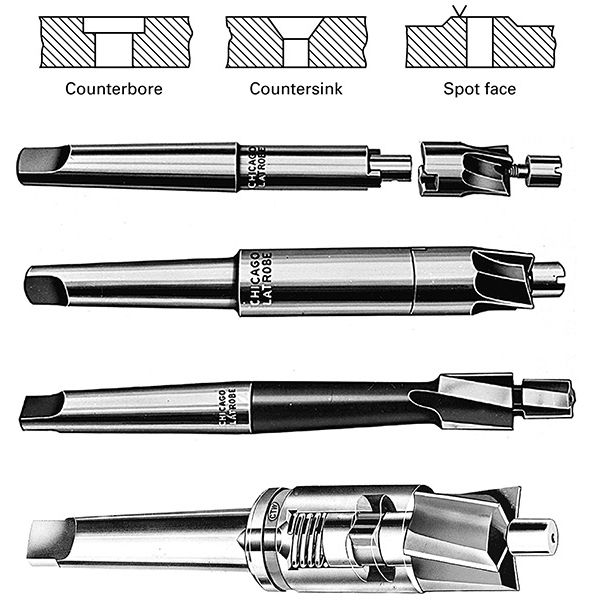 Counterbore
Countersink
Spot face
CHICAGO
LATROBE
CHICAGO
LATROBE
CHICAGO
LATROBE